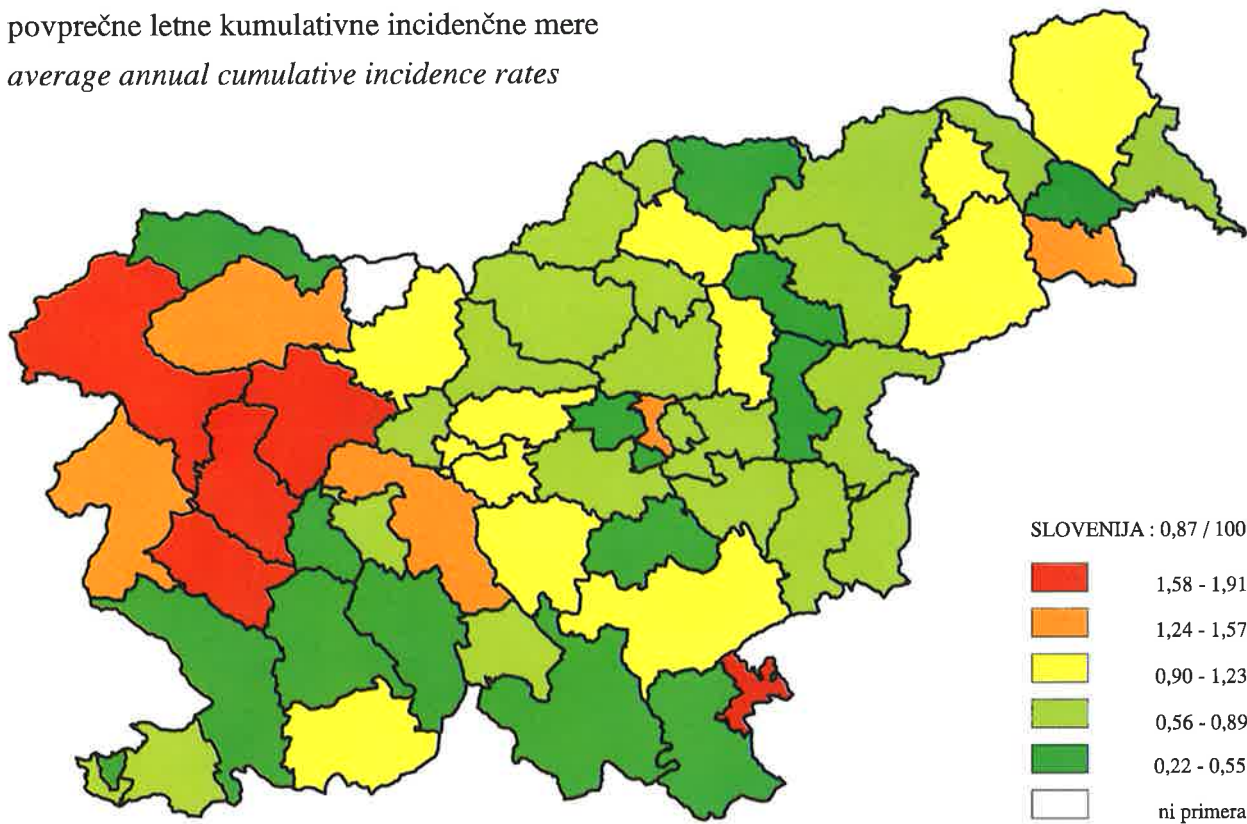 povprečne letne kumulativne incidenčne mere
average annual cumulative incidence rates
SLOVENIJA : 0,87 / 100
1,58 - 1,91
1,24 - 1,57
0,90 - 1,23
0,56 - 0,89
0,22 - 0,55
ni primera